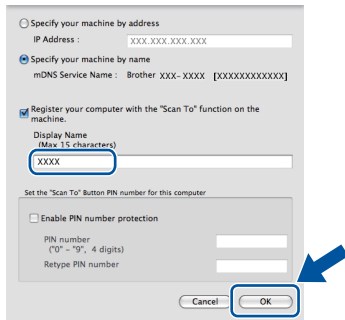 Specify your machine by address
IP Address : XXX.XXX.XXX.XXX
Specify your machine by name
mDNS Service Name : Brother XXX-XXXX [XXXXXXXXXXXX]
Register your computer with the "Scan To" function on the
machine.
Display Name
(Max 15 characters)
XXXX
Set the "Scan To" Button PIN number for this computer
Enable PIN number protection
PIN number
("0" - "9", 4 digits)
Retype PIN number
Cancel OK